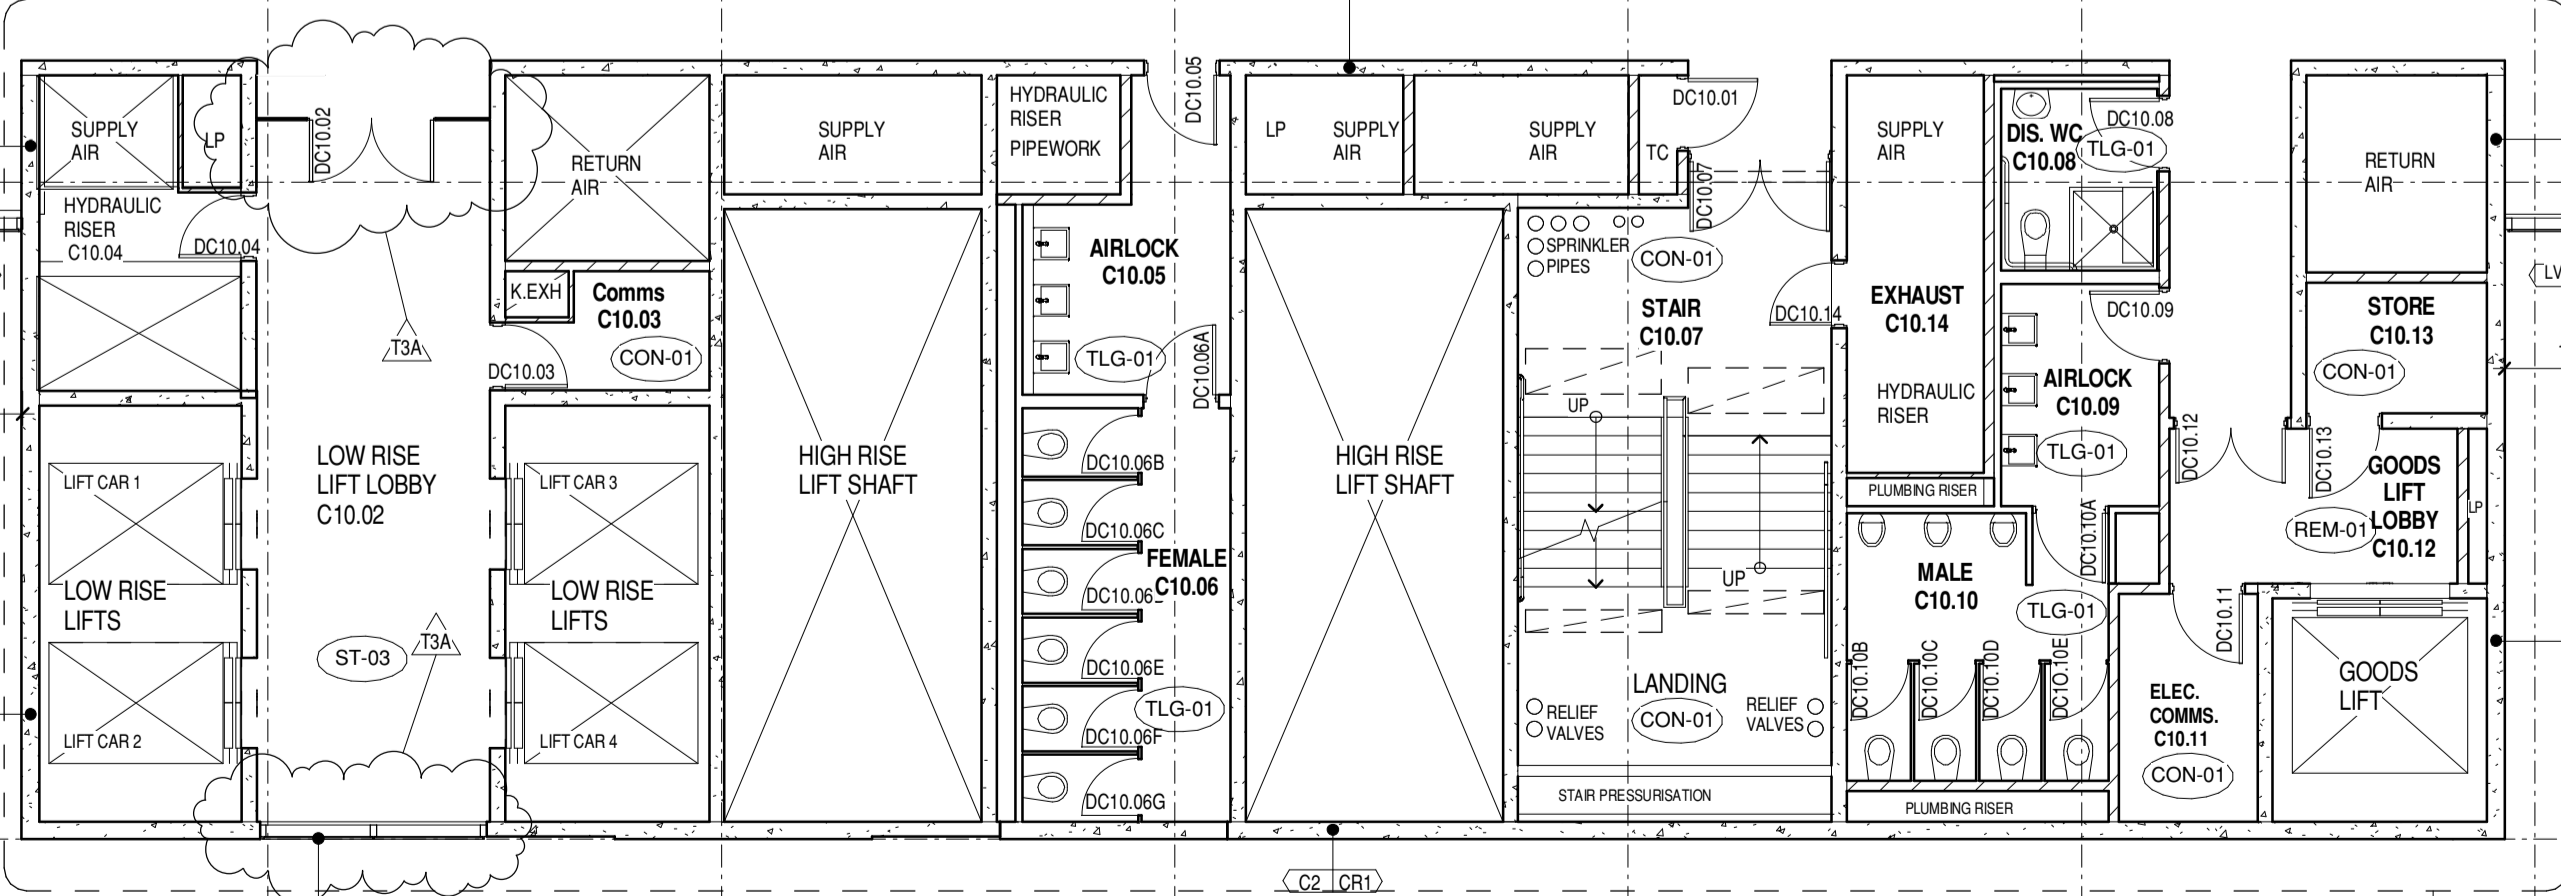 SUPPLY
AIR
LP
DC10.02
HYDRAULIC
RISER
C10.04
DC10.04
T3A
RETURN
AIR
K.EXH
Comms
C10.03
CON-01
DC10.03
SUPPLY
AIR
HYDRAULIC
RISER
PIPEWORK
DC10.05
AIRLOCK
C10.05
TLG-01
DC10.06A
LP
SUPPLY
AIR
SUPPLY
AIR
TC
DC10.01
DC10.07
SPRINKLER
PIPES
CON-01
STAIR
C10.07
DC10.14
SUPPLY
AIR
EXHAUST
C10.14
HYDRAULIC
RISER
DIS. WC
C10.08
DC10.08
TLG-01
DC10.09
AIRLOCK
C10.09
TLG-01
RETURN
AIR
STORE
C10.13
CON-01
LV
LOW RISE
LIFT LOBBY
C10.02
LIFT CAR 1
LOW RISE
LIFTS
LIFT CAR 2
ST-03
T3A
LIFT CAR 3
LOW RISE
LIFTS
LIFT CAR 4
HIGH RISE
LIFT SHAFT
DC10.06B
DC10.06C
FEMALE
C10.06
DC10.06E
DC10.06F
DC10.06G
TLG-01
HIGH RISE
LIFT SHAFT
UP
UP
LANDING
CON-01
RELIEF
VALVES
RELIEF
VALVES
STAIR PRESSURISATION
PLUMBING RISER
MALE
C10.10
TLG-01
DC10.10A
DC10.10B
DC10.10C
DC10.10D
DC10.10E
PLUMBING RISER
DC10.12
DC10.13
GOODS
LIFT
LOBBY
C10.12
REM-01
LP
DC10.11
ELEC.
COMMS.
C10.11
CON-01
GOODS
LIFT
C2 CR1